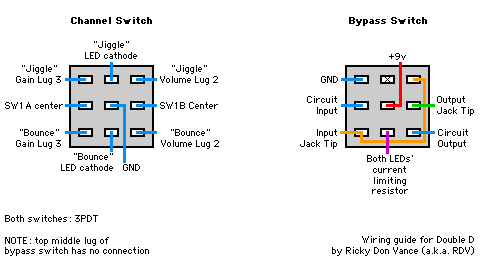 Channel Switch
"Jiggle"
LED cathode
"Jiggle"
Gain Lug 3
"Jiggle"
Volume Lug 2
SW1A center
SW1B Center
"Bounce"
Gain Lug 3
"Bounce"
Volume Lug 2
"Bounce"
LED cathode
GND
Bypass Switch
+9v
GND
Circuit
Input
Output
Jack Tip
Input
Jack Tip
Circuit
Output
Both LEDs'
current
limiting
resistor
Both switches: 3PDT
NOTE: top middle lug of
bypass switch has no connection
Wiring guide for Double D
by Ricky Don Vance (a.k.a. RDV)